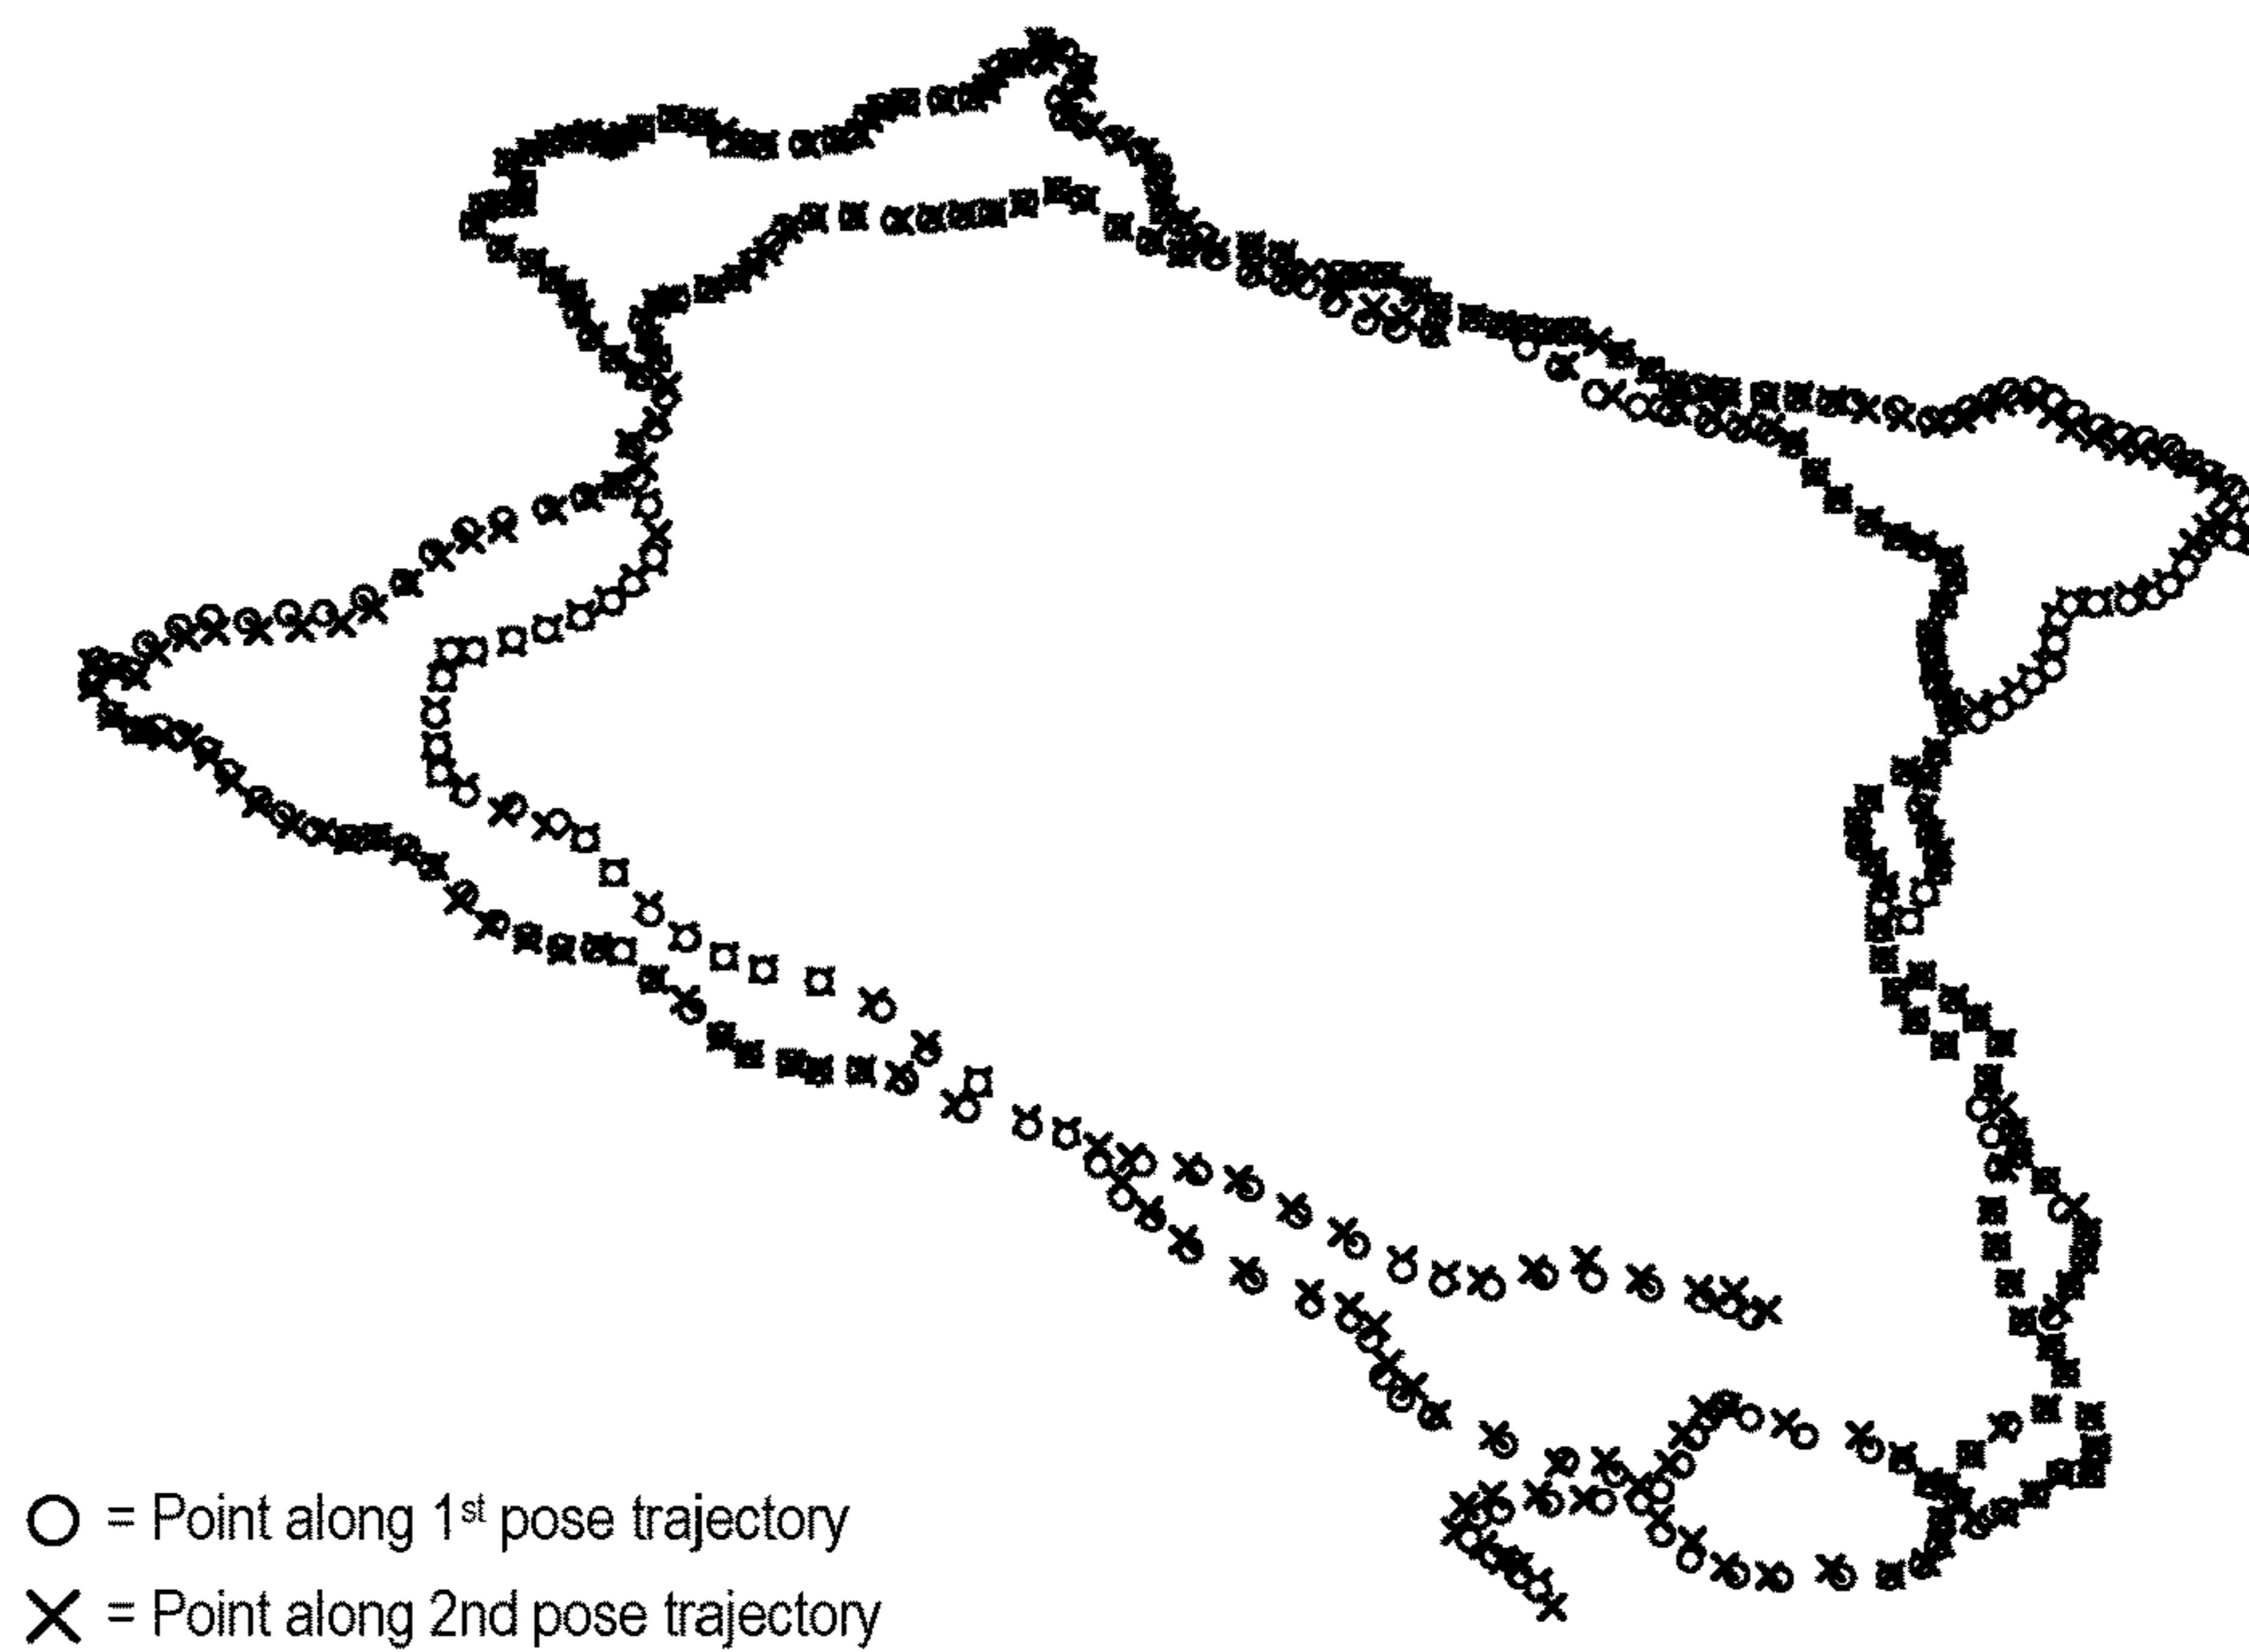 = Point along 1st pose trajectory
= Point along 2nd pose trajectory